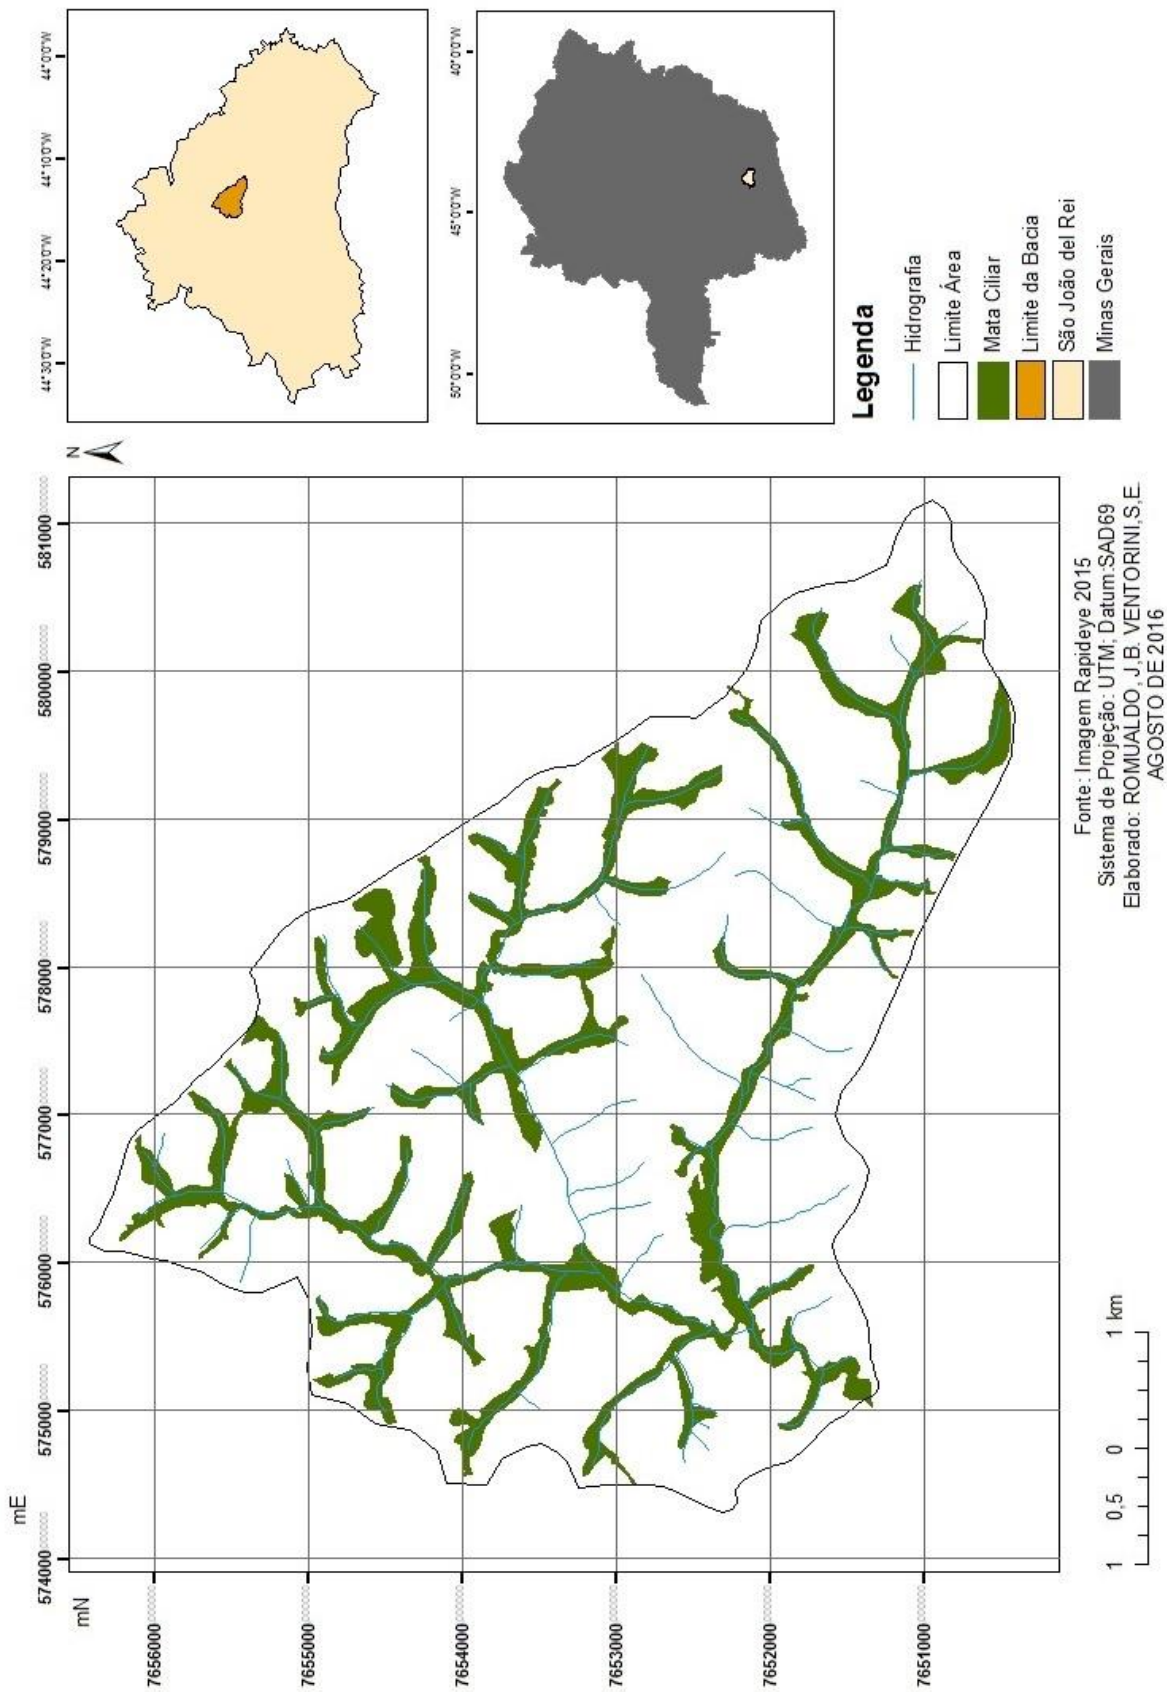 mE
574000
575000
576000
577000
578000
579000
580000
581000
mN
7656000
7655000
7654000
7653000
7652000
7651000
N
44°30'0"W
44°20'0"W
44°10'0"W
44°0'0"W
50°0'0"W
45°0'0"W
40°0'0"W
Legenda
Hidrografia
Limite Área
Mata Ciliar
Limite da Bacia
São João del Rei
Minas Gerais
1 0,5 0 1 km
Fonte: Imagem Rapideye 2015
Sistema de Projeção: UTM; Datum:SAD69
Elaborado: ROMUALDO, J,B. VENTORINI,S,E.
AGOSTO DE 2016